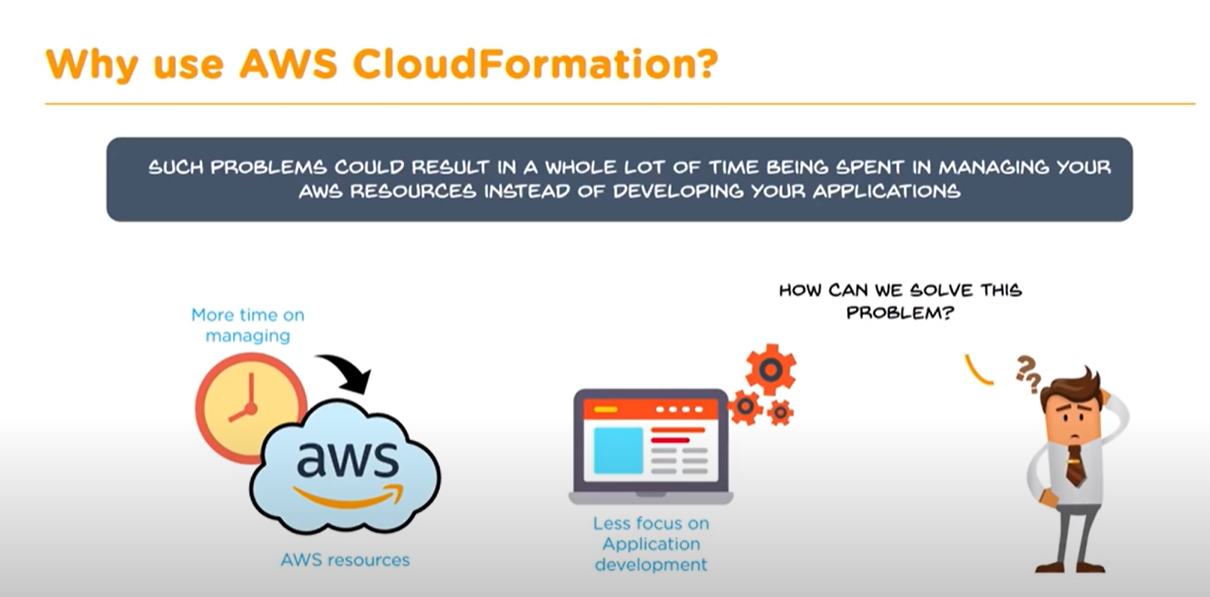 Why use AWS CloudFormation?
SUCH PROBLEMS COULD RESULT IN A WHOLE LOT OF TIME BEING SPENT IN MANAGING YOUR
AWS RESOURCES INSTEAD OF DEVELOPING YOUR APPLICATIONS
More time on
managing
aws
AWS resources
Less focus on
Application
development
HOW CAN WE SOLVE THIS
PROBLEM?
??